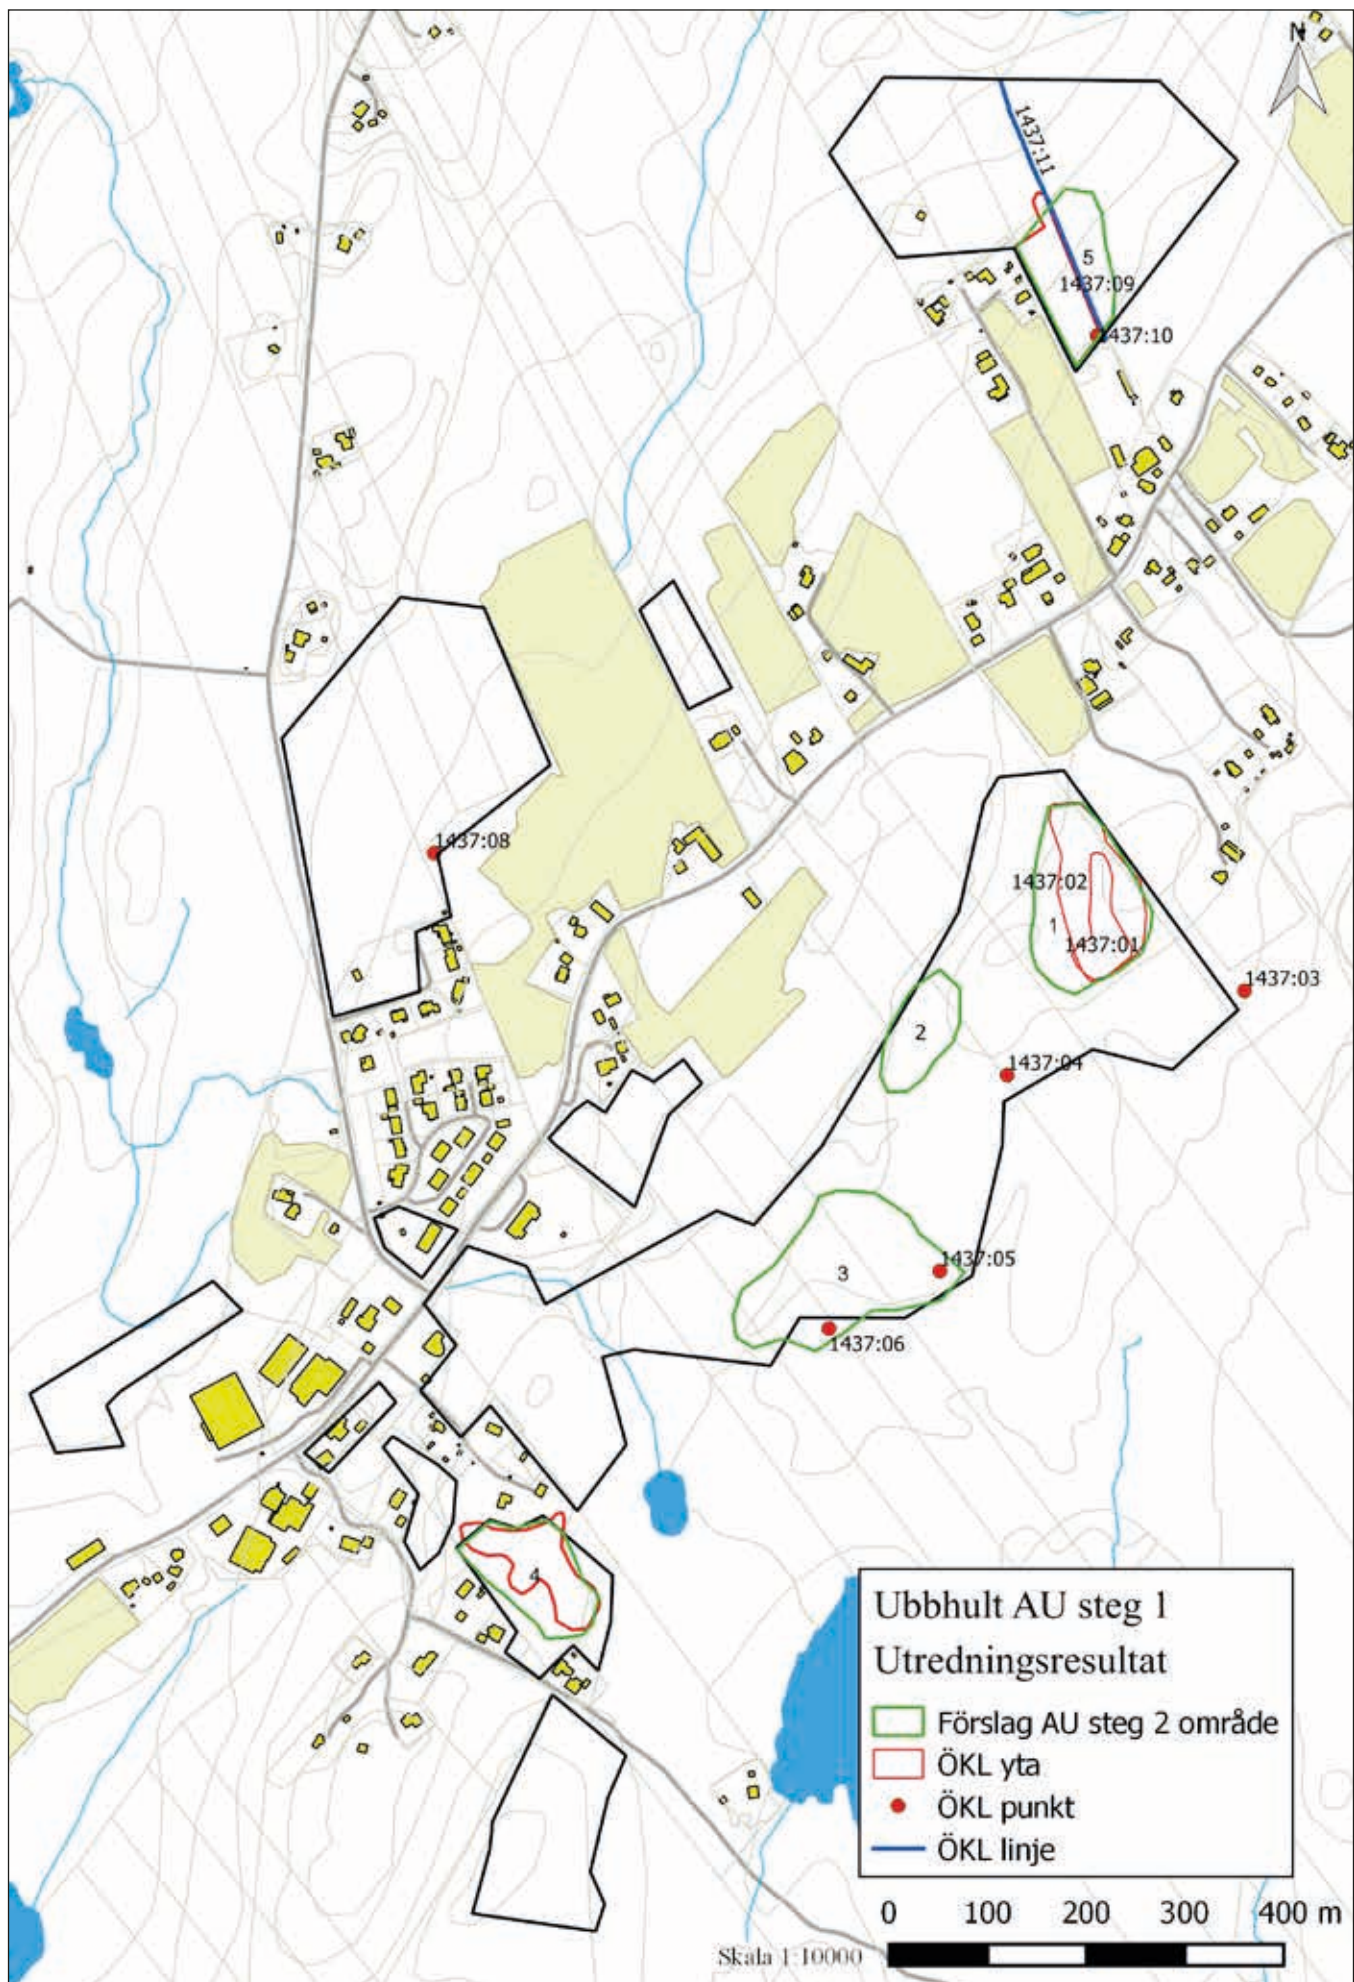 N
1437:11
5
1437:09
1437:10
1437:08
1437:02
1
1437:01
1437:03
2
1437:04
3
1437:05
1437:06
4
Ubbhult AU steg 1
Utredningsresultat
Förslag AU steg 2 område
ÖKL yta
ÖKL punkt
ÖKL linje
0 100 200 300 400 m
Skala 1:10000